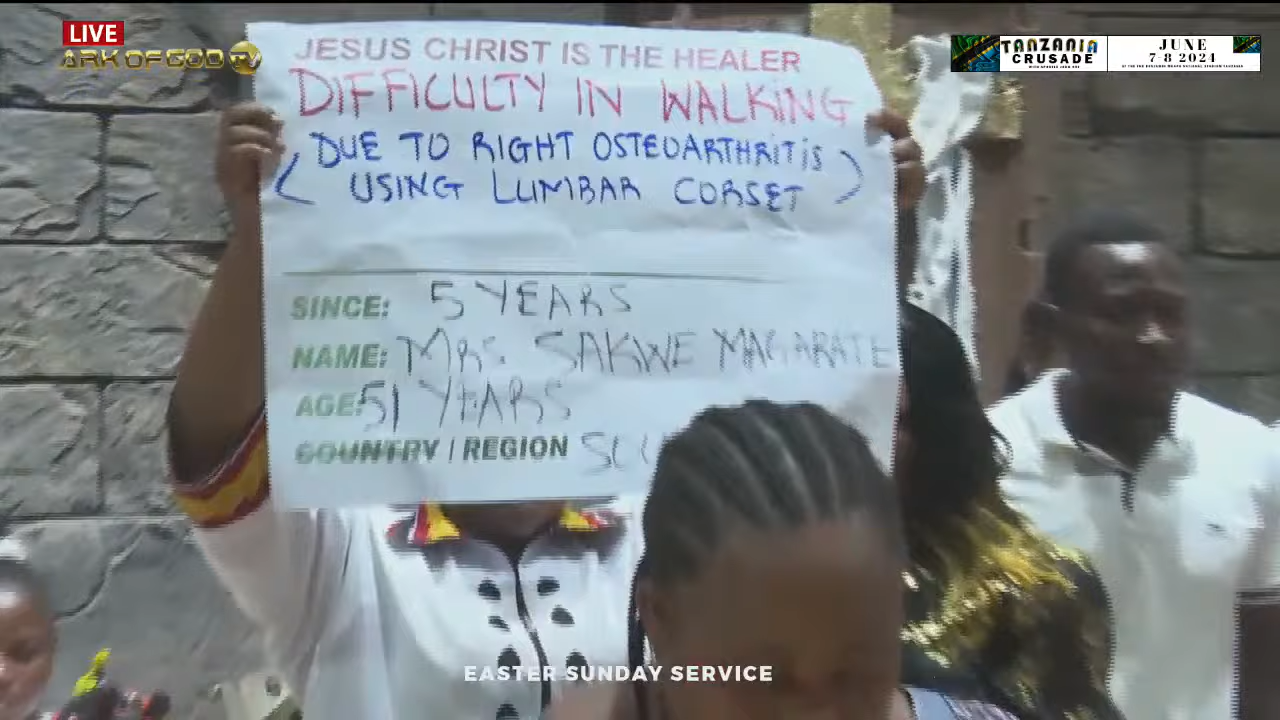 LIVE
ARK OF GOD TV
TANZANIA
CRUSADE
JUNE
7-8 2024
JESUS CHRIST IS THE HEALER
DIFFICULTY IN WALKING
(DUE TO RIGHT OSTEOARTHRITIS
USING LUMBAR CORSET)
SINCE: 5 YEARS
NAME: MRS. SAKWE MAGARATE
AGE: 51 YEARS
COUNTRY / REGION
EASTER SUNDAY SERVICE